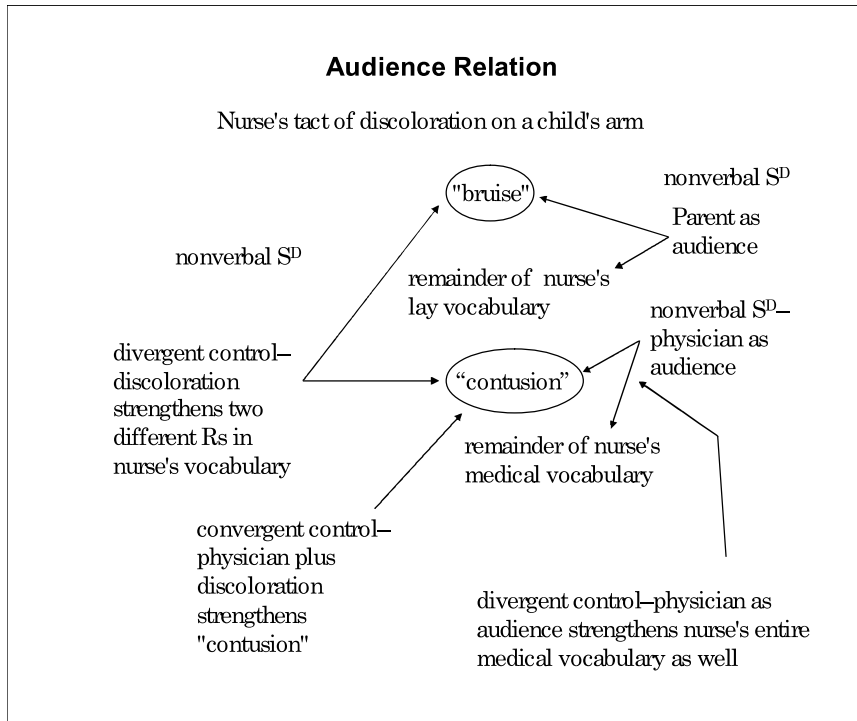 Audience Relation
Nurse's tact of discoloration on a child's arm
"bruise"
nonverbal Sᴰ
Parent as
audience
nonverbal Sᴰ
remainder of nurse's
lay vocabulary
nonverbal Sᴰ–
physician as
audience
divergent control–
discoloration
strengthens two
different Rs in
nurse's vocabulary
“contusion”
remainder of nurse's
medical vocabulary
convergent control–
physician plus
discoloration
strengthens
"contusion"
divergent control–physician as
audience strengthens nurse's entire
medical vocabulary as well